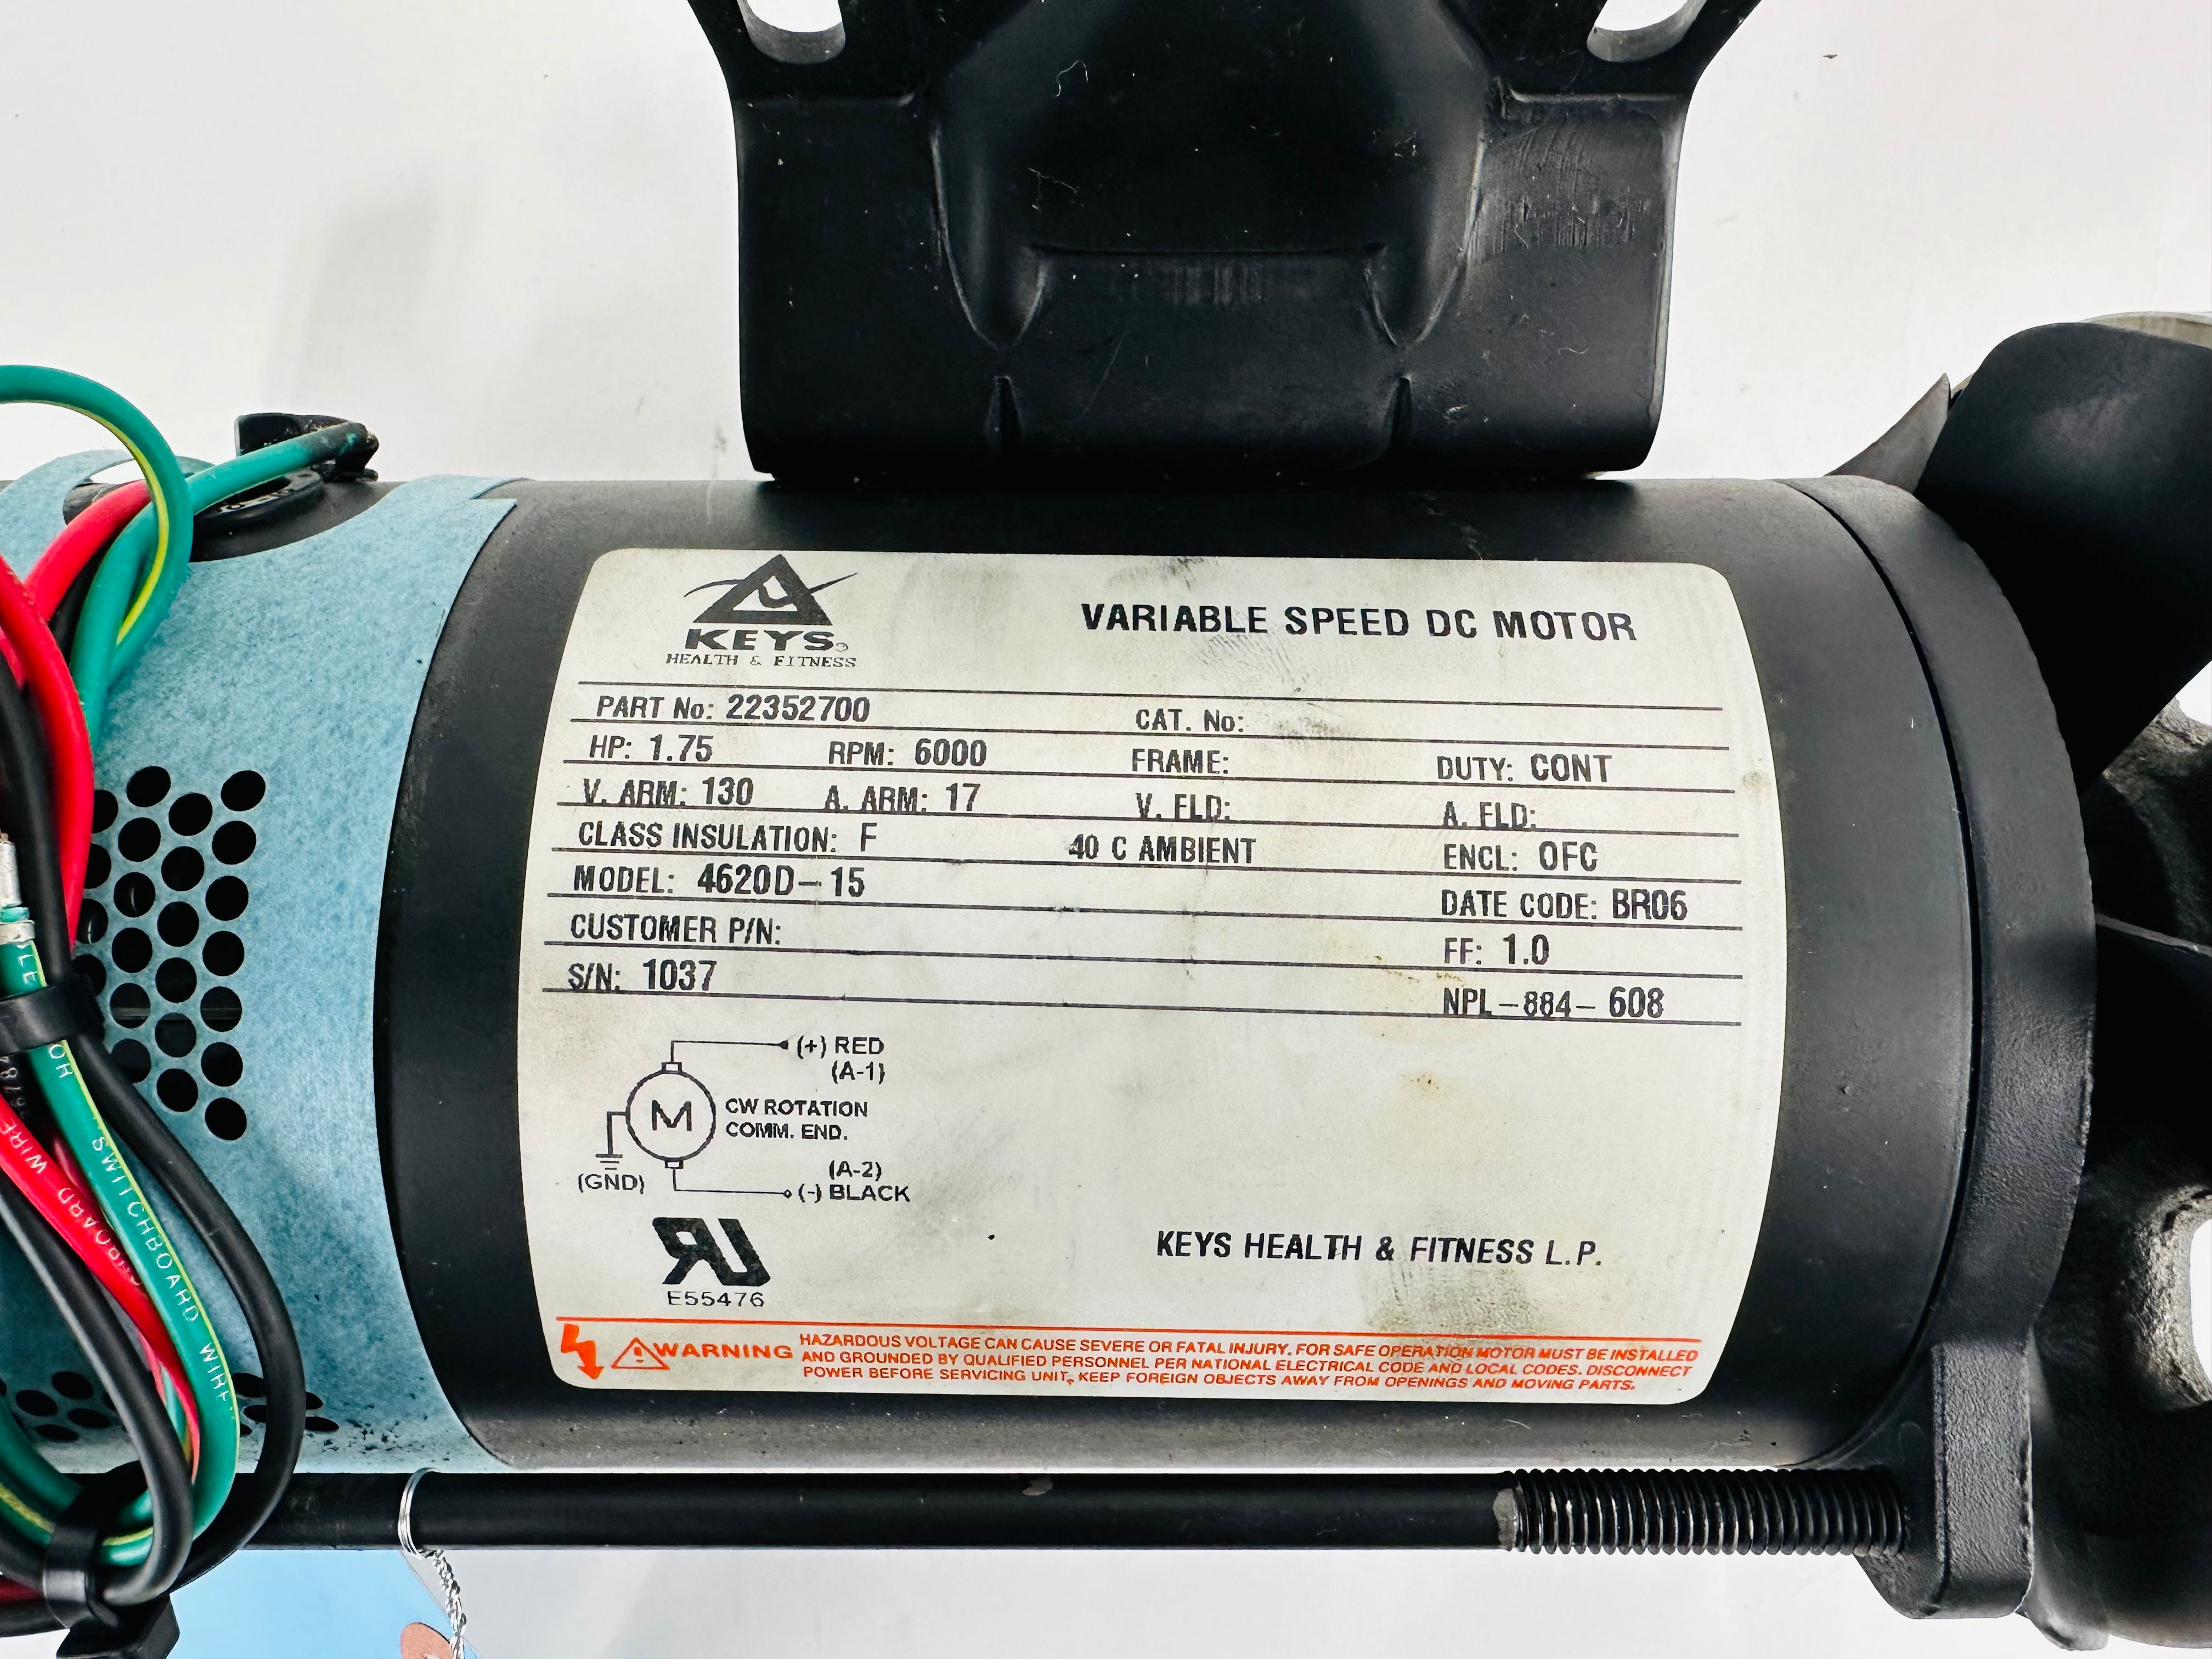 KEYS®
HEALTH & FITNESS
VARIABLE SPEED DC MOTOR
PART No: 22352700 CAT. No:
HP: 1.75 RPM: 6000 FRAME: DUTY: CONT
V. ARM: 130 A. ARM: 17 V. FLD: A. FLD:
CLASS INSULATION: F 40 C AMBIENT ENCL: OFC
MODEL: 4620D-15 DATE CODE: BR06
CUSTOMER P/N: FF: 1.0
S/N: 1037 NPL-884-608
(+) RED
(A-1)
M
CW ROTATION
COMM. END.
(GND)
(A-2)
(-) BLACK
RU
E55476
KEYS HEALTH & FITNESS L.P.
WARNING HAZARDOUS VOLTAGE CAN CAUSE SEVERE OR FATAL INJURY. FOR SAFE OPERATION MOTOR MUST BE INSTALLED
AND GROUNDED BY QUALIFIED PERSONNEL PER NATIONAL ELECTRICAL CODE AND LOCAL CODES. DISCONNECT
POWER BEFORE SERVICING UNIT, KEEP FOREIGN OBJECTS AWAY FROM OPENINGS AND MOVING PARTS.
OR SWITCHBOARD WIRE
WIRE